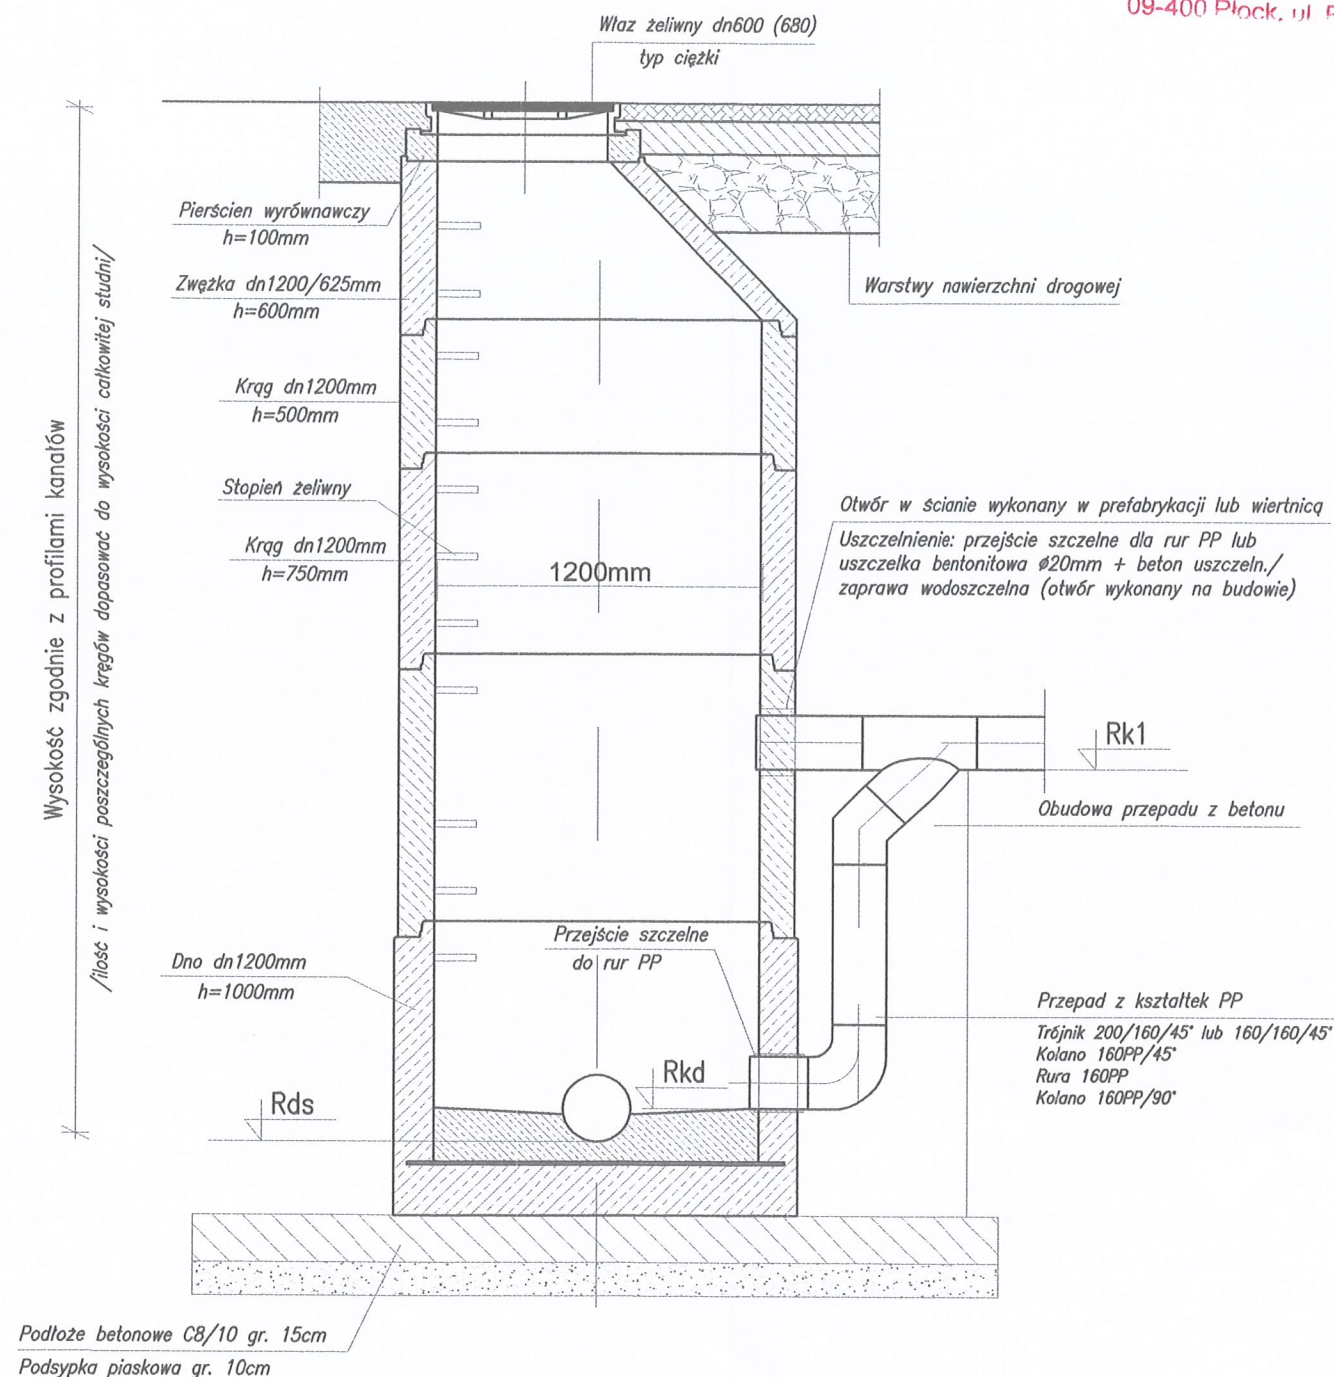 09-400 Płock, ul.
Właz żeliwny dn600 (680)
typ ciężki
Pierścien wyrównawczy
h=100mm
Zwężka dn1200/625mm
h=600mm
Warstwy nawierzchni drogowej
Krąg dn1200mm
h=500mm
Stopień żeliwny
Krąg dn1200mm
h=750mm
1200mm
Otwór w ścianie wykonany w prefabrykacji lub wiertnicą
Uszczelnienie: przejście szczelne dla rur PP lub
uszczelka bentonitowa ø20mm + beton uszczeln./
zaprawa wodoszczelna (otwór wykonany na budowie)
Wysokość zgodnie z profilami kanałów
/ilość i wysokości poszczególnych kręgów dopasować do wysokości całkowitej studni/
Rk1
Obudowa przepadu z betonu
Przejście szczelne
do rur PP
Dno dn1200mm
h=1000mm
Przepad z kształtek PP
Trójnik 200/160/45° lub 160/160/45°
Kolano 160PP/45°
Rura 160PP
Kolano 160PP/90°
Rkd
Rds
Podłoże betonowe C8/10 gr. 15cm
Podsypka piaskowa gr. 10cm